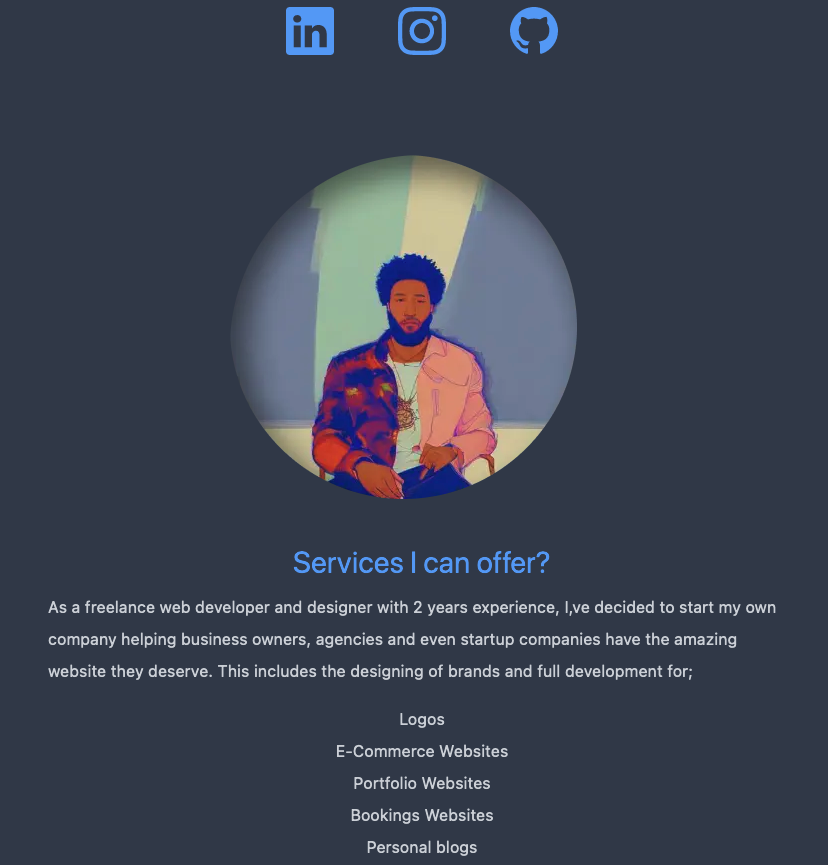 in
Services I can offer?
As a freelance web developer and designer with 2 years experience, I,ve decided to start my own
company helping business owners, agencies and even startup companies have the amazing
website they deserve. This includes the designing of brands and full development for;
Logos
E-Commerce Websites
Portfolio Websites
Bookings Websites
Personal blogs